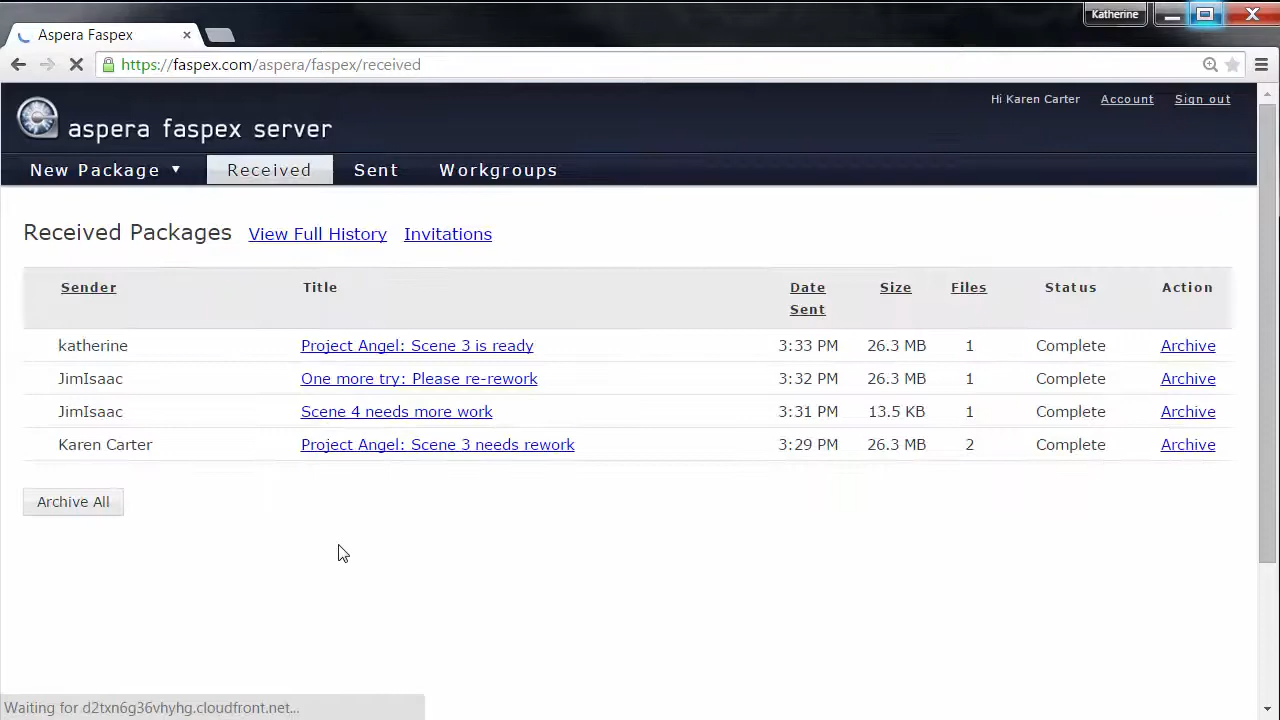 Katherine
Aspera Faspex
https://faspex.com/aspera/faspex/received
Hi Karen Carter Account Sign out
aspera faspex server
New Package ▼ Received Sent Workgroups
Received Packages View Full History Invitations
Sender Title Date Sent Size Files Status Action
katherine Project Angel: Scene 3 is ready 3:33 PM 26.3 MB 1 Complete Archive
JimIsaac One more try: Please re-rework 3:32 PM 26.3 MB 1 Complete Archive
JimIsaac Scene 4 needs more work 3:31 PM 13.5 KB 1 Complete Archive
Karen Carter Project Angel: Scene 3 needs rework 3:29 PM 26.3 MB 2 Complete Archive
Archive All
Waiting for d2txn6g36vhyhg.cloudfront.net...